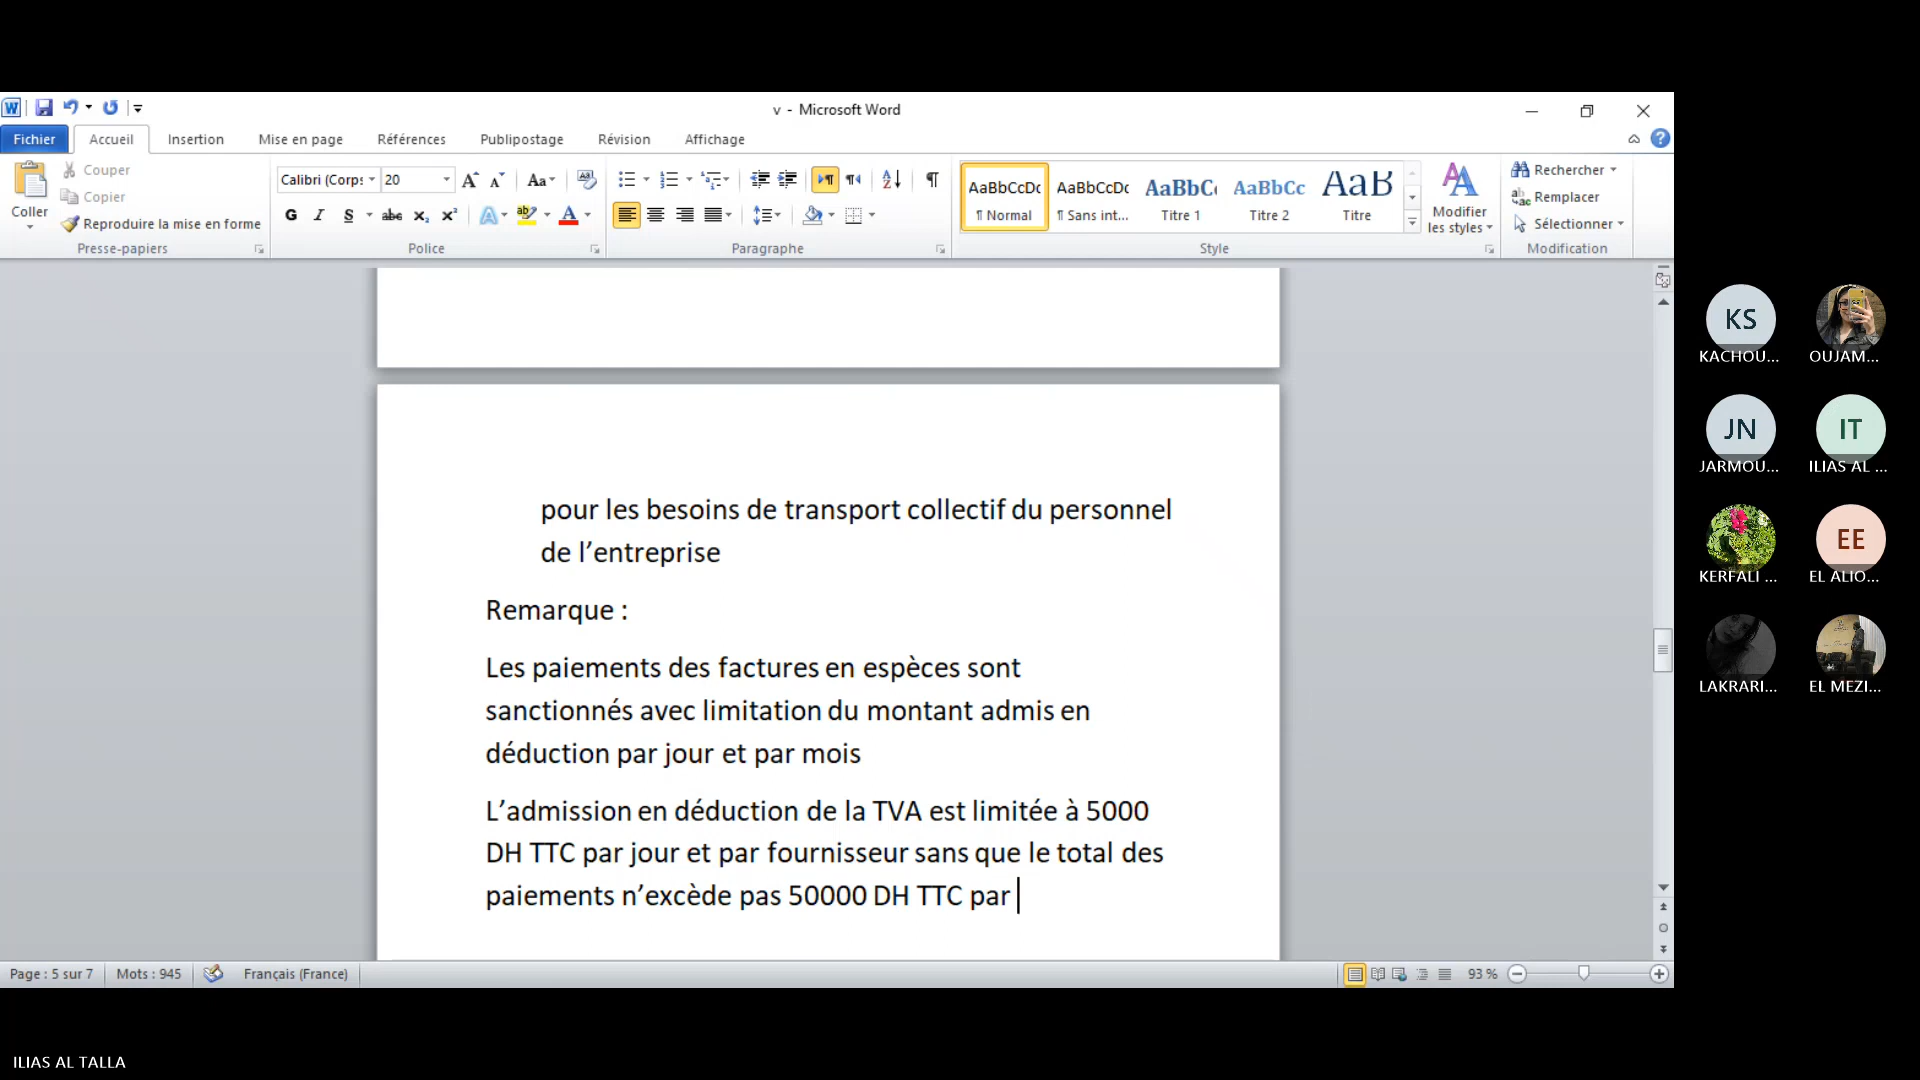 v - Microsoft Word
Fichier Accueil Insertion Mise en page Références Publipostage Révision Affichage
Coller
Couper
Copier
Reproduire la mise en forme
Presse-papiers
Calibri (Corps 20
G I S abc x₂ x²
Police
Paragraphe
AaBbCcDc AaBbCcDc AaBbC AaBbCc AaB
¶ Normal ¶ Sans int... Titre 1 Titre 2 Titre
Modifier
les styles
Style
Rechercher
Remplacer
Sélectionner
Modification
pour les besoins de transport collectif du personnel
de l’entreprise
Remarque :
Les paiements des factures en espèces sont
sanctionnés avec limitation du montant admis en
déduction par jour et par mois
L’admission en déduction de la TVA est limitée à 5000
DH TTC par jour et par fournisseur sans que le total des
paiements n’excède pas 50000 DH TTC par
Page : 5 sur 7 Mots : 945 Français (France) 93 %
KS
KACHOU...
OUJAM...
JN
JARMOU...
IT
ILIAS AL ...
KERFALI ...
EE
EL ALIO...
LAKRARI...
EL MEZI...
ILIAS AL TALLA